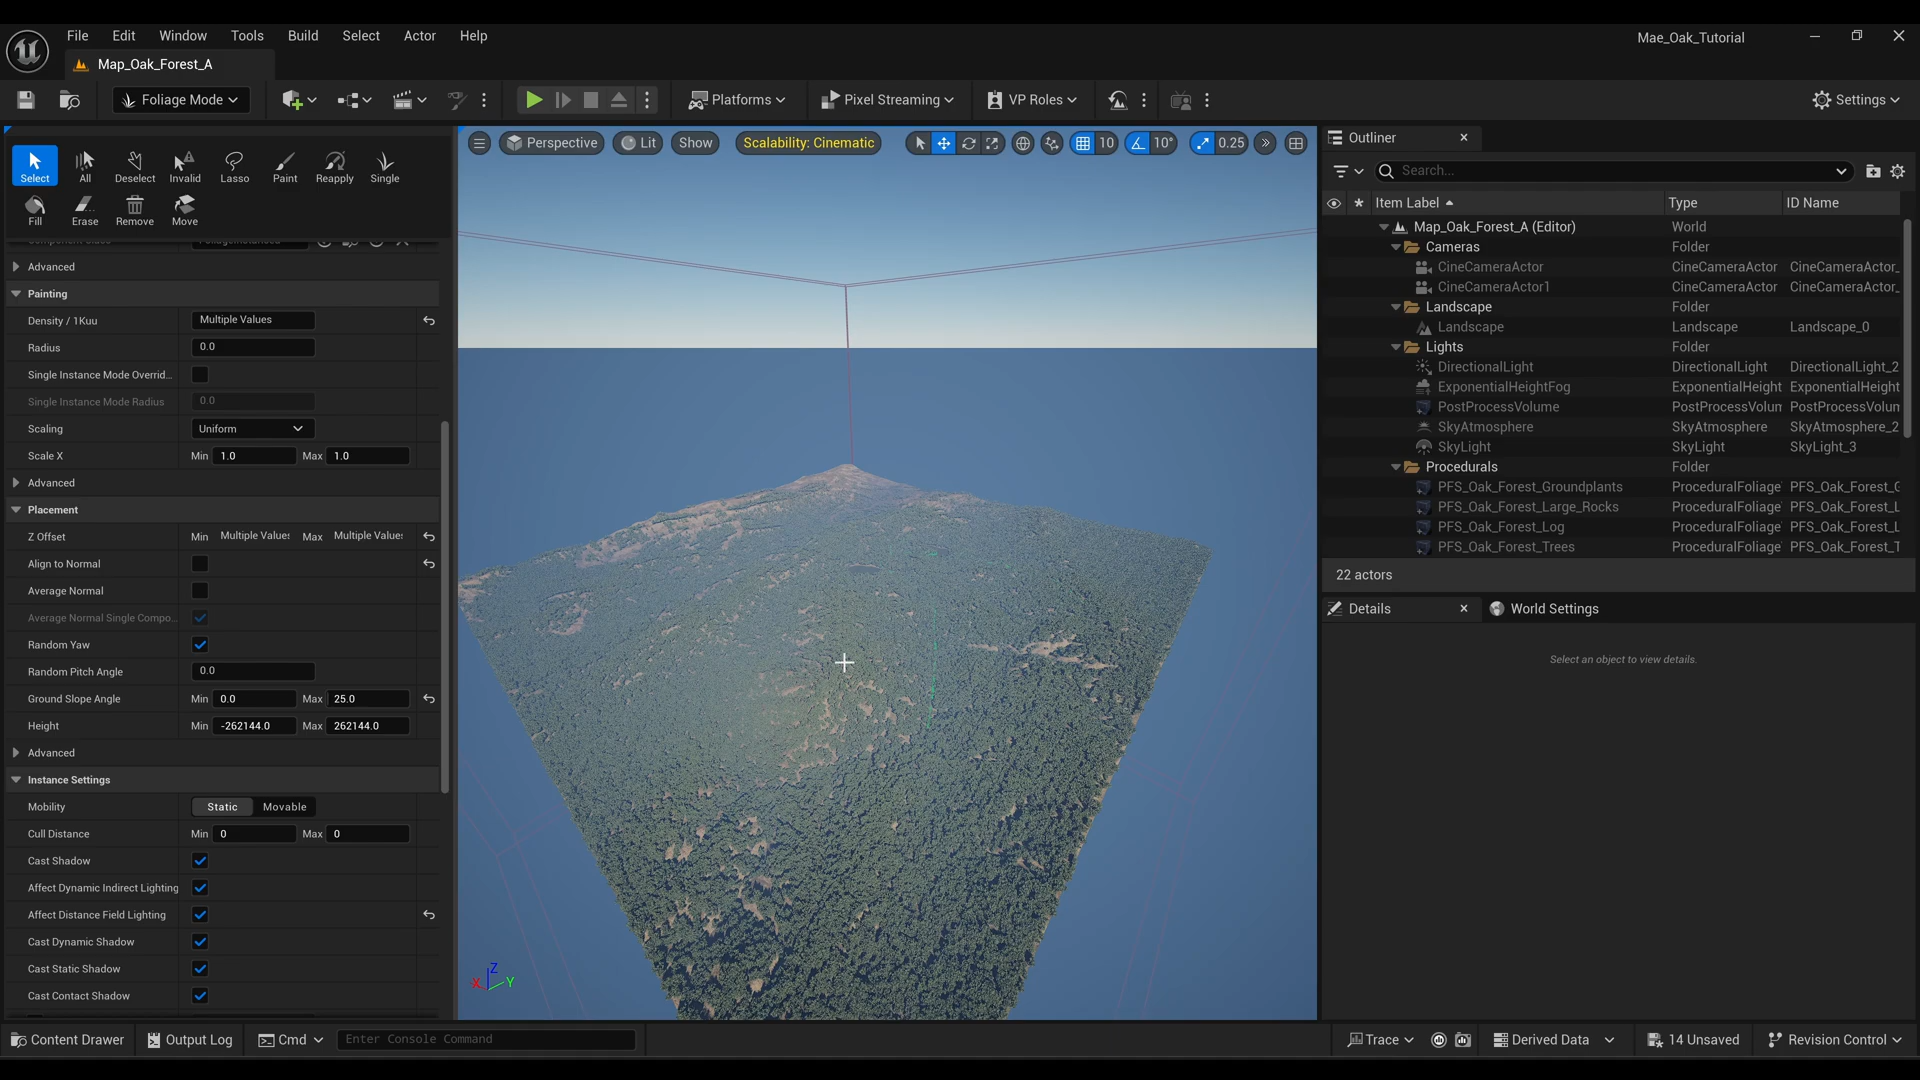 File Edit Window Tools Build Select Actor Help
Mae_Oak_Tutorial
Map_Oak_Forest_A
Foliage Mode
Platforms
Pixel Streaming
VP Roles
Settings
Select All Deselect Invalid Lasso Paint Reapply Single
Fill Erase Remove Move
Advanced
Painting
Density / 1Kuu Multiple Values
Radius 0.0
Single Instance Mode Overrid...
Single Instance Mode Radius 0.0
Scaling Uniform
Scale X Min 1.0 Max 1.0
Advanced
Placement
Z Offset Min Multiple Values Max Multiple Values
Align to Normal
Average Normal
Average Normal Single Compo...
Random Yaw
Random Pitch Angle 0.0
Ground Slope Angle Min 0.0 Max 25.0
Height Min -262144.0 Max 262144.0
Advanced
Instance Settings
Mobility Static Movable
Cull Distance Min 0 Max 0
Cast Shadow
Affect Dynamic Indirect Lighting
Affect Distance Field Lighting
Cast Dynamic Shadow
Cast Static Shadow
Cast Contact Shadow
Perspective Lit Show Scalability: Cinematic 10 10° 0.25
Z
X Y
Outliner
Search...
Item Label Type ID Name
Map_Oak_Forest_A (Editor) World
Cameras Folder
CineCameraActor CineCameraActor CineCameraActor_
CineCameraActor1 CineCameraActor CineCameraActor_
Landscape Folder
Landscape Landscape Landscape_0
Lights Folder
DirectionalLight DirectionalLight DirectionalLight_2
ExponentialHeightFog ExponentialHeight ExponentialHeight
PostProcessVolume PostProcessVolum PostProcessVolum
SkyAtmosphere SkyAtmosphere SkyAtmosphere_2
SkyLight SkyLight SkyLight_3
Procedurals Folder
PFS_Oak_Forest_Groundplants ProceduralFoliage PFS_Oak_Forest_G
PFS_Oak_Forest_Large_Rocks ProceduralFoliage PFS_Oak_Forest_L
PFS_Oak_Forest_Log ProceduralFoliage PFS_Oak_Forest_L
PFS_Oak_Forest_Trees ProceduralFoliage PFS_Oak_Forest_T
22 actors
Details World Settings
Select an object to view details.
Content Drawer Output Log Cmd Enter Console Command
Trace Derived Data 14 Unsaved Revision Control